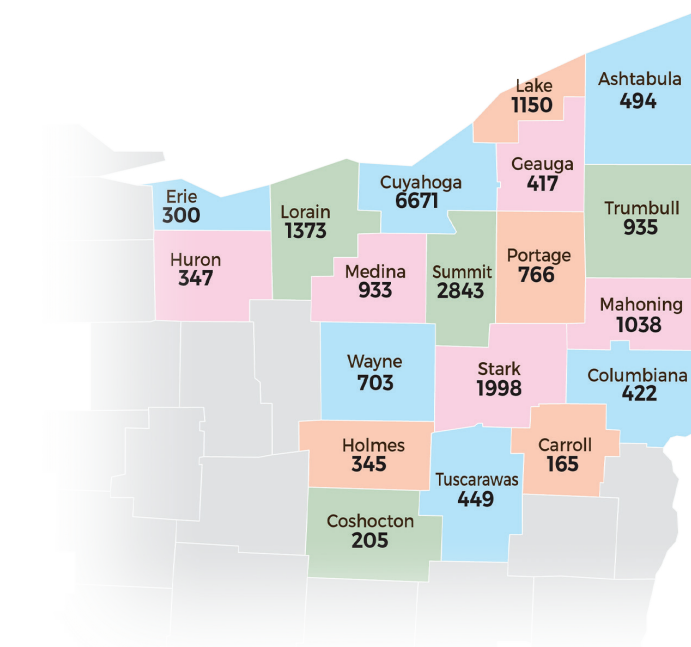 Ashtabula
494
Lake
1150
Geauga
417
Cuyahoga
6671
Erie
300
Lorain
1373
Trumbull
935
Huron
347
Medina
933
Summit
2843
Portage
766
Mahoning
1038
Wayne
703
Stark
1998
Columbiana
422
Holmes
345
Carroll
165
Tuscarawas
449
Coshocton
205